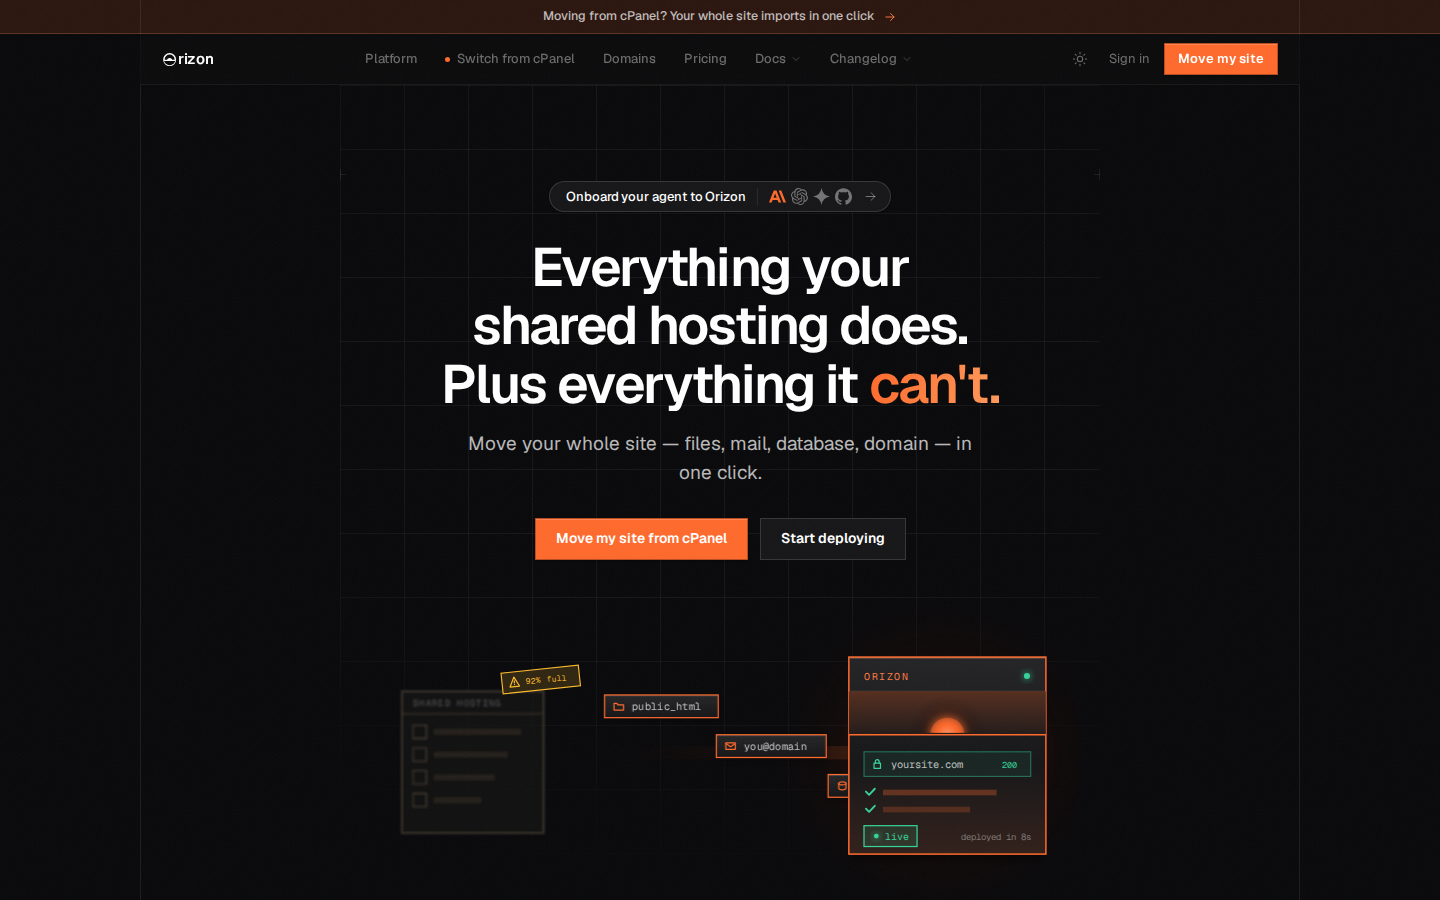 Moving from cPanel? Your whole site imports in one click →
Orizon
Platform
Switch from cPanel
Domains
Pricing
Docs
Changelog
Sign in
Move my site
Onboard your agent to Orizon
Everything your
shared hosting does.
Plus everything it can't.
Move your whole site — files, mail, database, domain — in
one click.
Move my site from cPanel
Start deploying
92% full
SHARED HOSTING
public_html
you@domain
ORIZON
yoursite.com 200
live
deployed in 8s